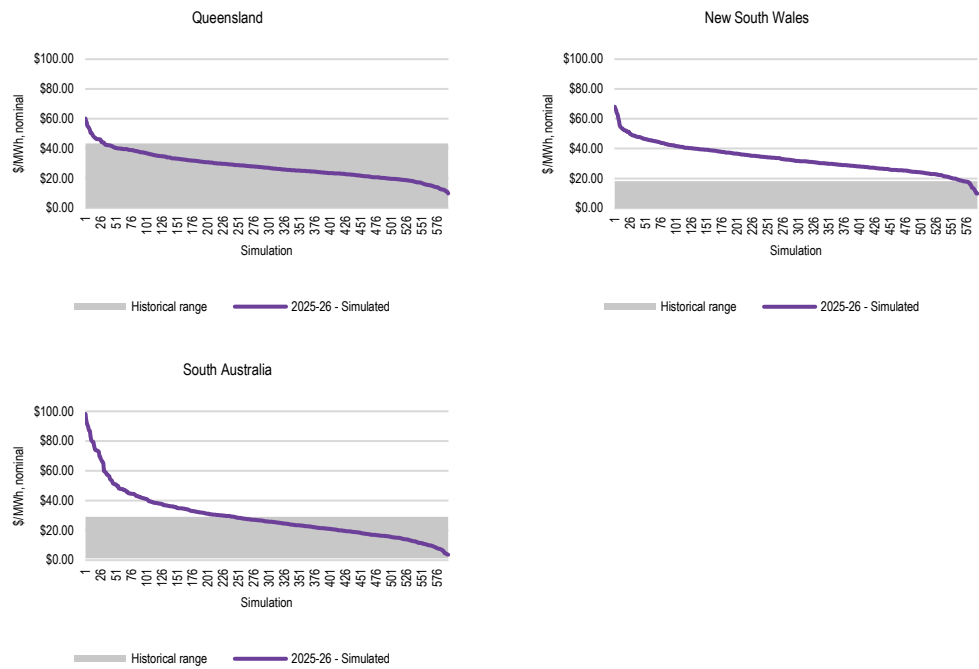 Queensland
$/MWh, nominal
$100.00
$80.00
$60.00
$40.00
$20.00
$0.00
1 26 51 76 101 126 151 176 201 226 251 276 301 326 351 376 401 426 451 476 501 526 551 576
Simulation
Historical range 2025-26 - Simulated
New South Wales
$/MWh, nominal
$100.00
$80.00
$60.00
$40.00
$20.00
$0.00
1 26 51 76 101 126 151 176 201 226 251 276 301 326 351 376 401 426 451 476 501 526 551 576
Simulation
Historical range 2025-26 - Simulated
South Australia
$/MWh, nominal
$100.00
$80.00
$60.00
$40.00
$20.00
$0.00
1 26 51 76 101 126 151 176 201 226 251 276 301 326 351 376 401 426 451 476 501 526 551 576
Simulation
Historical range 2025-26 - Simulated